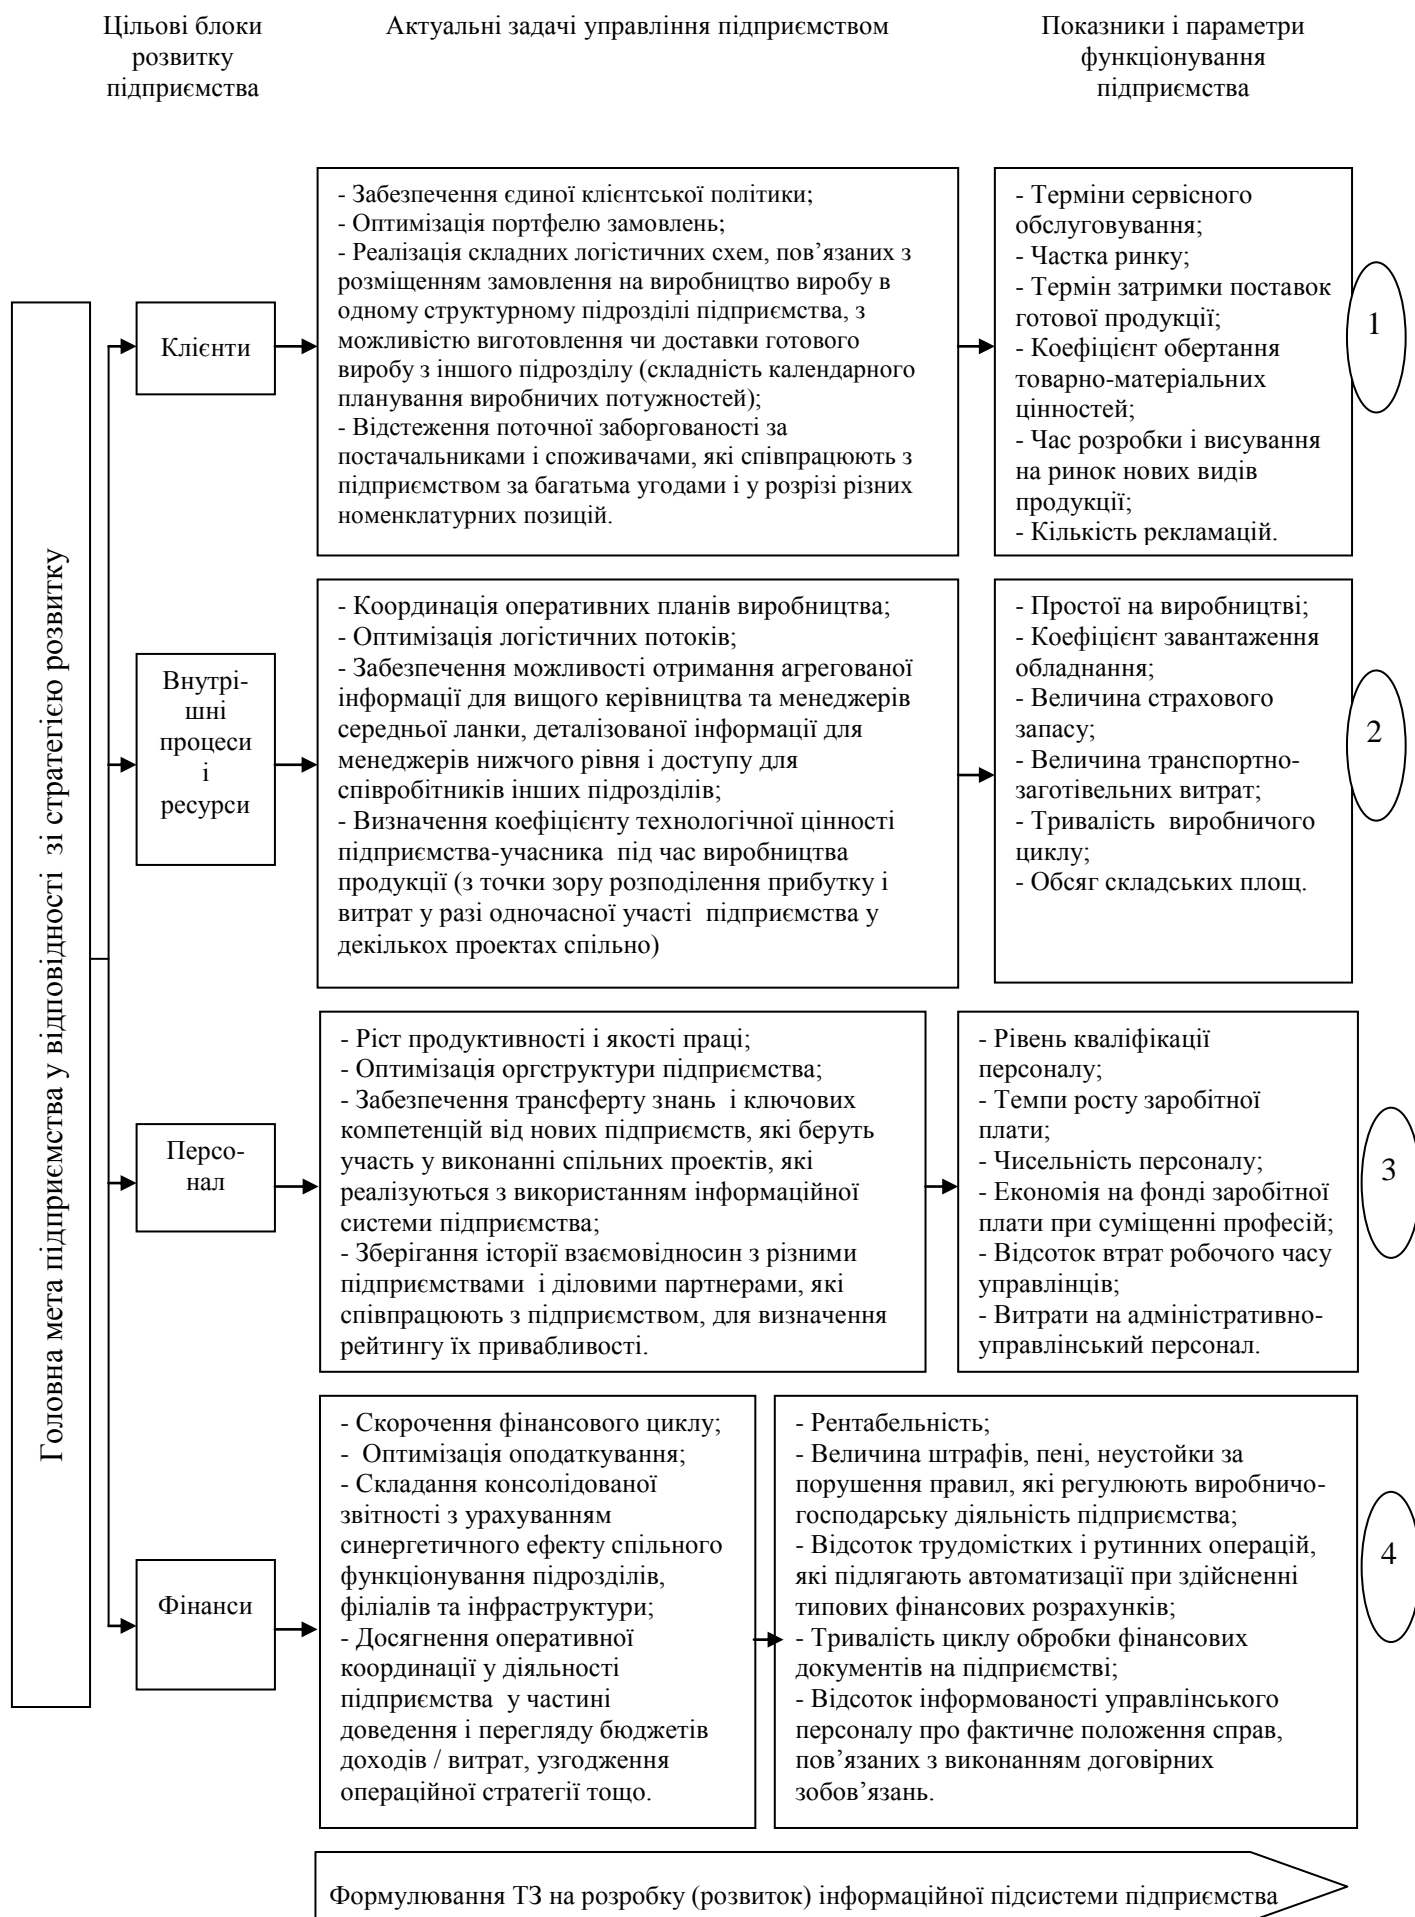 Цільові блоки
розвитку
підприємства
Актуальні задачі управління підприємством
Показники і параметри
функціонування
підприємства
Головна мета підприємства у відповідності зі стратегією розвитку
Клієнти
- Забезпечення єдиної клієнтської політики;
- Оптимізація портфелю замовлень;
- Реалізація складних логістичних схем, пов’язаних з
розміщенням замовлення на виробництво виробу в
одному структурному підрозділі підприємства, з
можливістю виготовлення чи доставки готового
виробу з іншого підрозділу (складність календарного
планування виробничих потужностей);
- Відстеження поточної заборгованості за
постачальниками і споживачами, які співпрацюють з
підприємством за багатьма угодами і у розрізі різних
номенклатурних позицій.
- Терміни сервісного
обслуговування;
- Частка ринку;
- Термін затримки поставок
готової продукції;
- Коефіцієнт обертання
товарно-матеріальних
цінностей;
- Час розробки і висування
на ринок нових видів
продукції;
- Кількість рекламацій.
1
Внутрі-
шні
процеси
і
ресурси
- Координація оперативних планів виробництва;
- Оптимізація логістичних потоків;
- Забезпечення можливості отримання агрегованої
інформації для вищого керівництва та менеджерів
середньої ланки, деталізованої інформації для
менеджерів нижчого рівня і доступу для
співробітників інших підрозділів;
- Визначення коефіцієнту технологічної цінності
підприємства-учасника під час виробництва
продукції (з точки зору розподілення прибутку і
витрат у разі одночасної участі підприємства у
декількох проектах спільно)
- Простої на виробництві;
- Коефіцієнт завантаження
обладнання;
- Величина страхового
запасу;
- Величина транспортно-
заготівельних витрат;
- Тривалість виробничого
циклу;
- Обсяг складських площ.
2
Персо-
нал
- Ріст продуктивності і якості праці;
- Оптимізація оргструктури підприємства;
- Забезпечення трансферту знань і ключових
компетенцій від нових підприємств, які беруть
участь у виконанні спільних проектів, які
реалізуються з використанням інформаційної
системи підприємства;
- Зберігання історії взаємовідносин з різними
підприємствами і діловими партнерами, які
співпрацюють з підприємством, для визначення
рейтингу їх привабливості.
- Рівень кваліфікації
персоналу;
- Темпи росту заробітної
плати;
- Чисельність персоналу;
- Економія на фонді заробітної
плати при суміщенні професій;
- Відсоток втрат робочого часу
управлінців;
- Витрати на адміністративно-
управлінський персонал.
3
Фінанси
- Скорочення фінансового циклу;
- Оптимізація оподаткування;
- Складання консолідованої
звітності з урахуванням
синергетичного ефекту спільного
функціонування підрозділів,
філіалів та інфраструктури;
- Досягнення оперативної
координації у діяльності
підприємства у частині
доведення і перегляду бюджетів
доходів / витрат, узгодження
операційної стратегії тощо.
- Рентабельність;
- Величина штрафів, пені, неустойки за
порушення правил, які регулюють виробничо-
господарську діяльність підприємства;
- Відсоток трудомістких і рутинних операцій,
які підлягають автоматизації при здійсненні
типових фінансових розрахунків;
- Тривалість циклу обробки фінансових
документів на підприємстві;
- Відсоток інформованості управлінського
персоналу про фактичне положення справ,
пов’язаних з виконанням договірних
зобов’язань.
4
Формулювання ТЗ на розробку (розвиток) інформаційної підсистеми підприємства